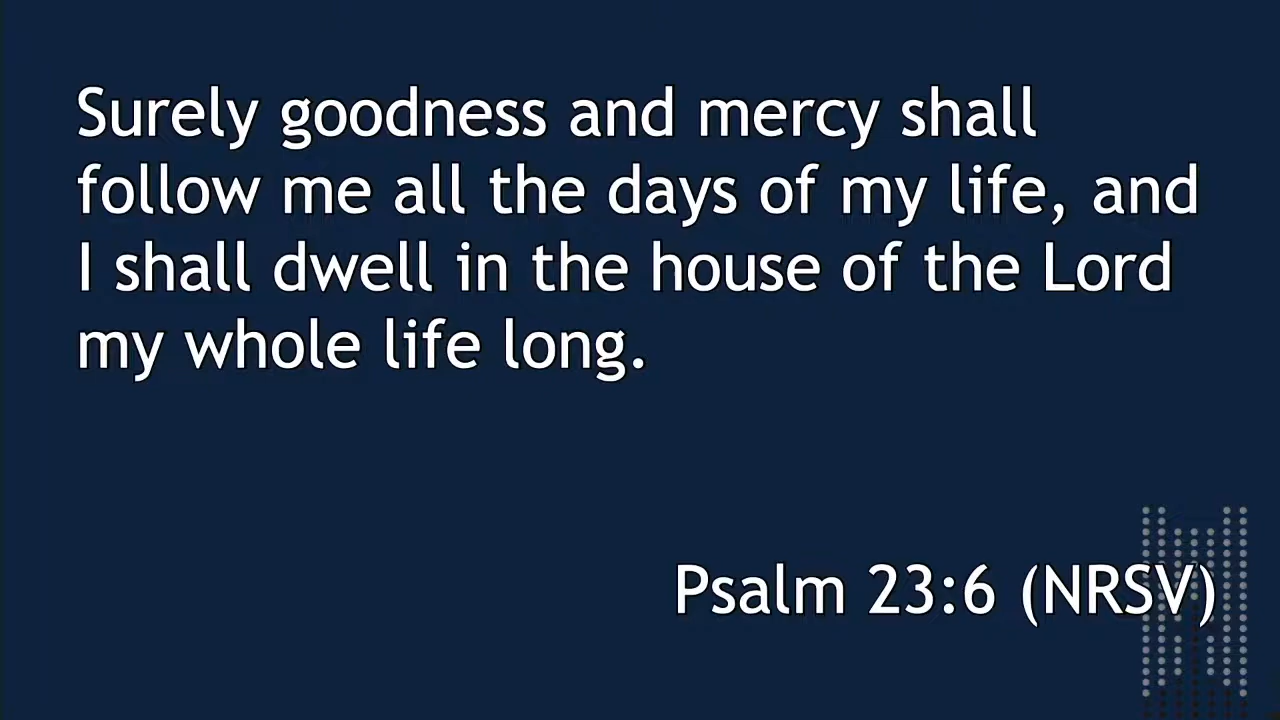 Surely goodness and mercy shall
follow me all the days of my life, and
I shall dwell in the house of the Lord
my whole life long.
Psalm 23:6 (NRSV)